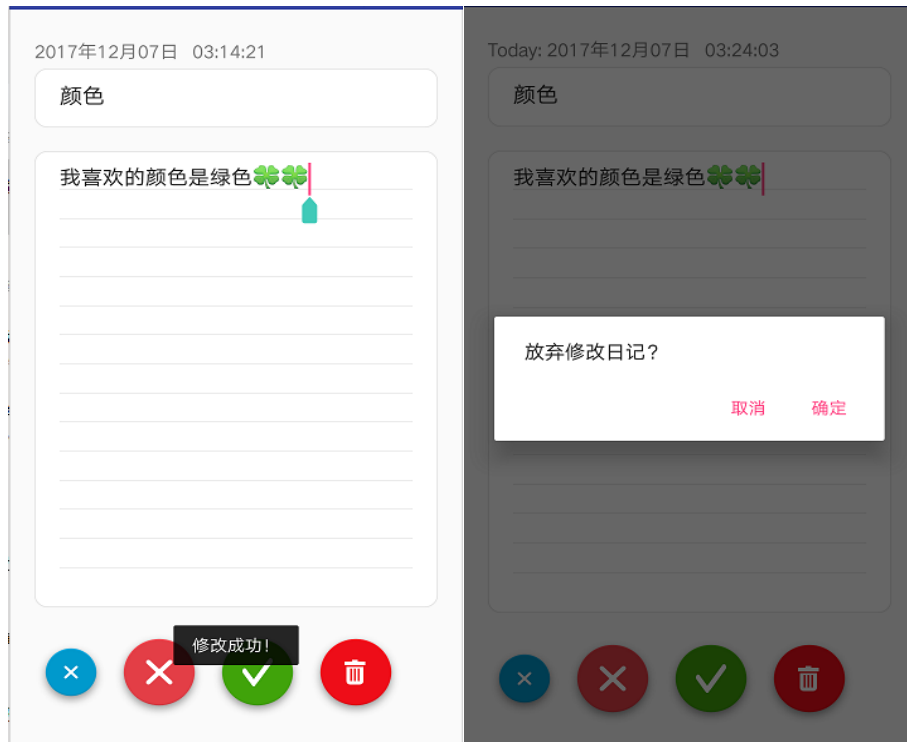 2017年12月07日 03:14:21
颜色
我喜欢的颜色是绿色🍀🍀
修改成功!
Today: 2017年12月07日 03:24:03
颜色
我喜欢的颜色是绿色🍀🍀
放弃修改日记?
取消 确定